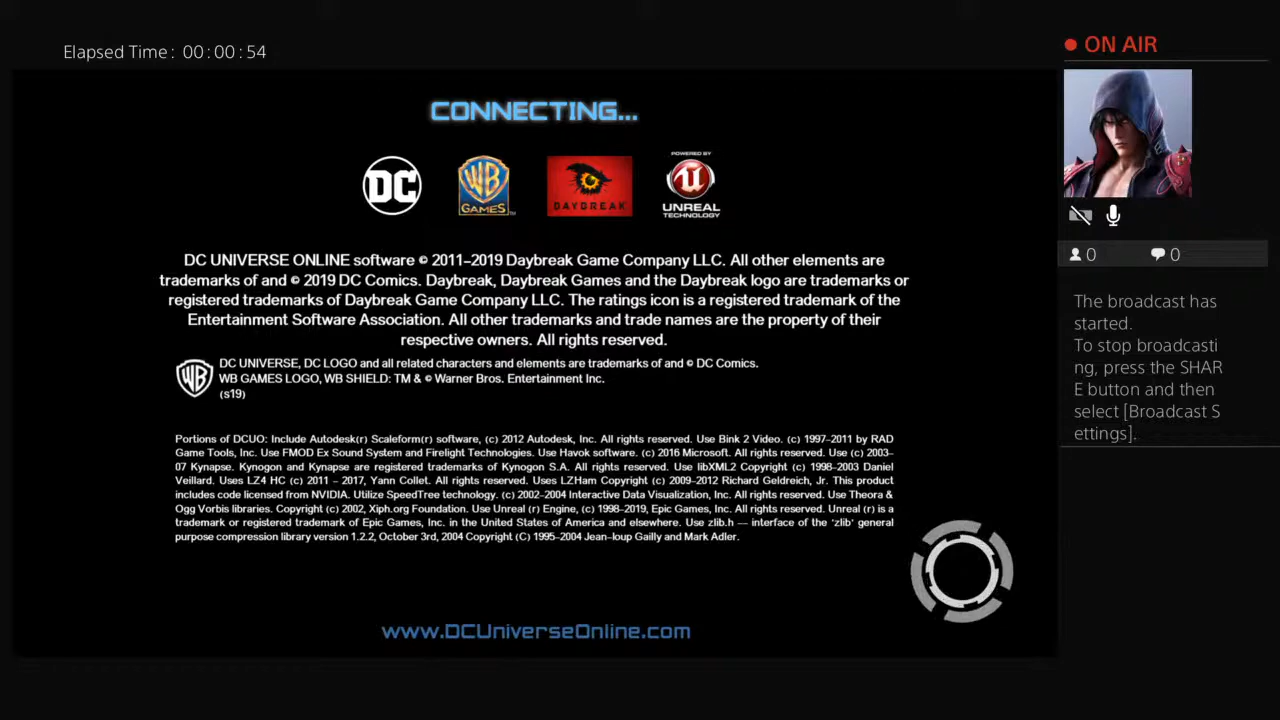 Elapsed Time: 00:00:54
ON AIR
CONNECTING...
DC
WB
GAMES™
DAYBREAK
POWERED BY
U
UNREAL
TECHNOLOGY
0
0
DC UNIVERSE ONLINE software © 2011-2019 Daybreak Game Company LLC. All other elements are
trademarks of and © 2019 DC Comics. Daybreak, Daybreak Games and the Daybreak logo are trademarks or
registered trademarks of Daybreak Game Company LLC. The ratings icon is a registered trademark of the
Entertainment Software Association. All other trademarks and trade names are the property of their
respective owners. All rights reserved.
WB
DC UNIVERSE, DC LOGO and all related characters and elements are trademarks of and © DC Comics.
WB GAMES LOGO, WB SHIELD: TM & © Warner Bros. Entertainment Inc.
(s19)
Portions of DCUO: Include Autodesk(r) Scaleform(r) software, (c) 2012 Autodesk, Inc. All rights reserved. Use Bink 2 Video. (c) 1997-2011 by RAD
Game Tools, Inc. Use FMOD Ex Sound System and Firelight Technologies. Use Havok software. (c) 2016 Microsoft. All rights reserved. Use (c) 2003-
07 Kynapse. Kynogon and Kynapse are registered trademarks of Kynogon S.A. All rights reserved. Use libXML2 Copyright (c) 1998-2003 Daniel
Veillard. Uses LZ4 HC (c) 2011 - 2017, Yann Collet. All rights reserved. Uses LZHam Copyright (c) 2009-2012 Richard Geldreich, Jr. This product
includes code licensed from NVIDIA. Utilize SpeedTree technology. (c) 2002-2004 Interactive Data Visualization, Inc. All rights reserved. Use Theora &
Ogg Vorbis libraries. Copyright (c) 2002, Xiph.org Foundation. Use Unreal (r) Engine, (c) 1998-2019, Epic Games, Inc. All rights reserved. Unreal (r) is a
trademark or registered trademark of Epic Games, Inc. in the United States of America and elsewhere. Use zlib.h — interface of the 'zlib' general
purpose compression library version 1.2.2, October 3rd, 2004 Copyright (C) 1995-2004 Jean-loup Gailly and Mark Adler.
www.DCUniverseOnline.com
The broadcast has
started.
To stop broadcasti
ng, press the SHAR
E button and then
select [Broadcast S
ettings].